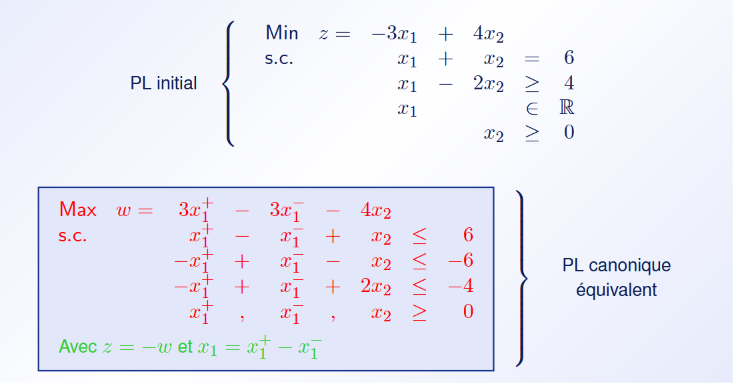 Min z = −3x₁ + 4x₂
s.c. x₁ + x₂ = 6
PL initial
x₁ − 2x₂ ≥ 4
x₁ ∈ ℝ
x₂ ≥ 0
Max w = 3x₁⁺ − 3x₁⁻ − 4x₂
s.c. x₁⁺ − x₁⁻ + x₂ ≤ 6
−x₁⁺ + x₁⁻ − x₂ ≤ −6
−x₁⁺ + x₁⁻ + 2x₂ ≤ −4
x₁⁺ , x₁⁻ , x₂ ≥ 0
Avec z = −w et x₁ = x₁⁺ − x₁⁻
PL canonique
équivalent